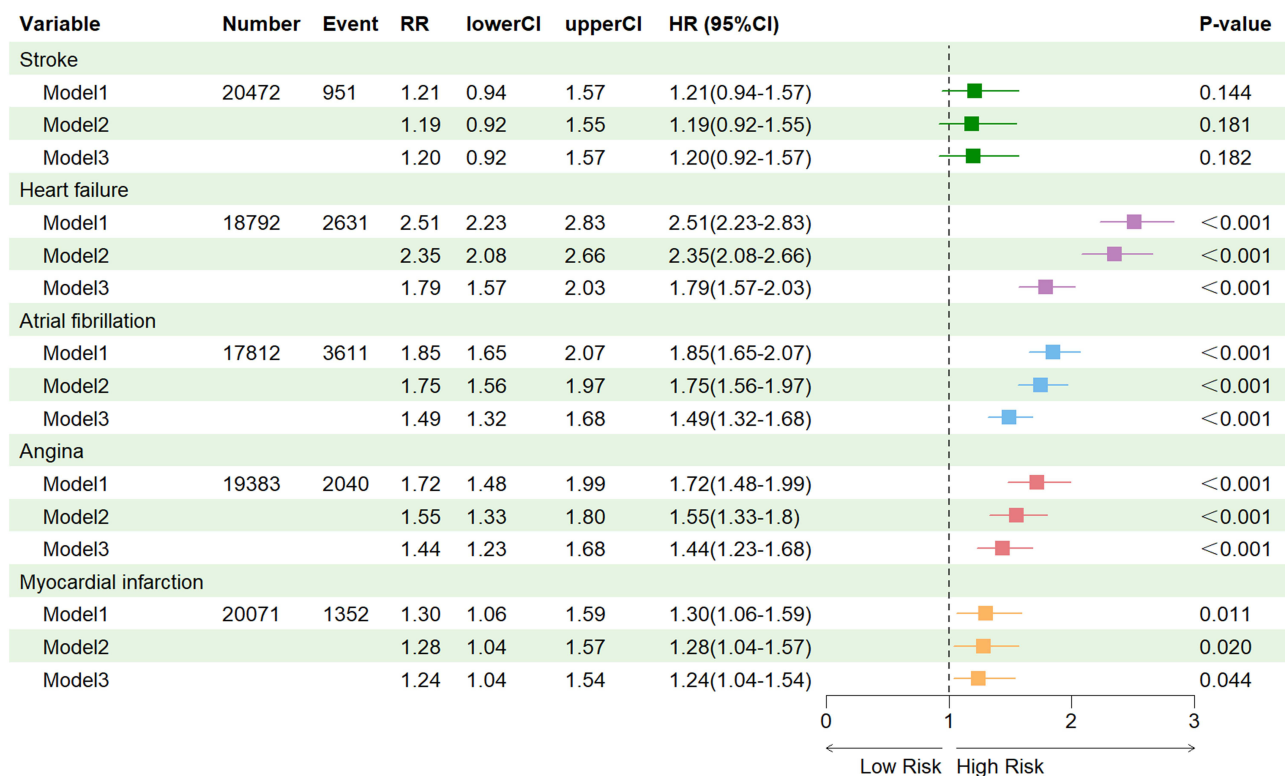 Variable Number Event RR lowerCI upperCI HR (95%CI) P-value
Stroke
Model1 20472 951 1.21 0.94 1.57 1.21(0.94-1.57) 0.144
Model2 1.19 0.92 1.55 1.19(0.92-1.55) 0.181
Model3 1.20 0.92 1.57 1.20(0.92-1.57) 0.182
Heart failure
Model1 18792 2631 2.51 2.23 2.83 2.51(2.23-2.83) <0.001
Model2 2.35 2.08 2.66 2.35(2.08-2.66) <0.001
Model3 1.79 1.57 2.03 1.79(1.57-2.03) <0.001
Atrial fibrillation
Model1 17812 3611 1.85 1.65 2.07 1.85(1.65-2.07) <0.001
Model2 1.75 1.56 1.97 1.75(1.56-1.97) <0.001
Model3 1.49 1.32 1.68 1.49(1.32-1.68) <0.001
Angina
Model1 19383 2040 1.72 1.48 1.99 1.72(1.48-1.99) <0.001
Model2 1.55 1.33 1.80 1.55(1.33-1.8) <0.001
Model3 1.44 1.23 1.68 1.44(1.23-1.68) <0.001
Myocardial infarction
Model1 20071 1352 1.30 1.06 1.59 1.30(1.06-1.59) 0.011
Model2 1.28 1.04 1.57 1.28(1.04-1.57) 0.020
Model3 1.24 1.04 1.54 1.24(1.04-1.54) 0.044
0 1 2 3
Low Risk High Risk